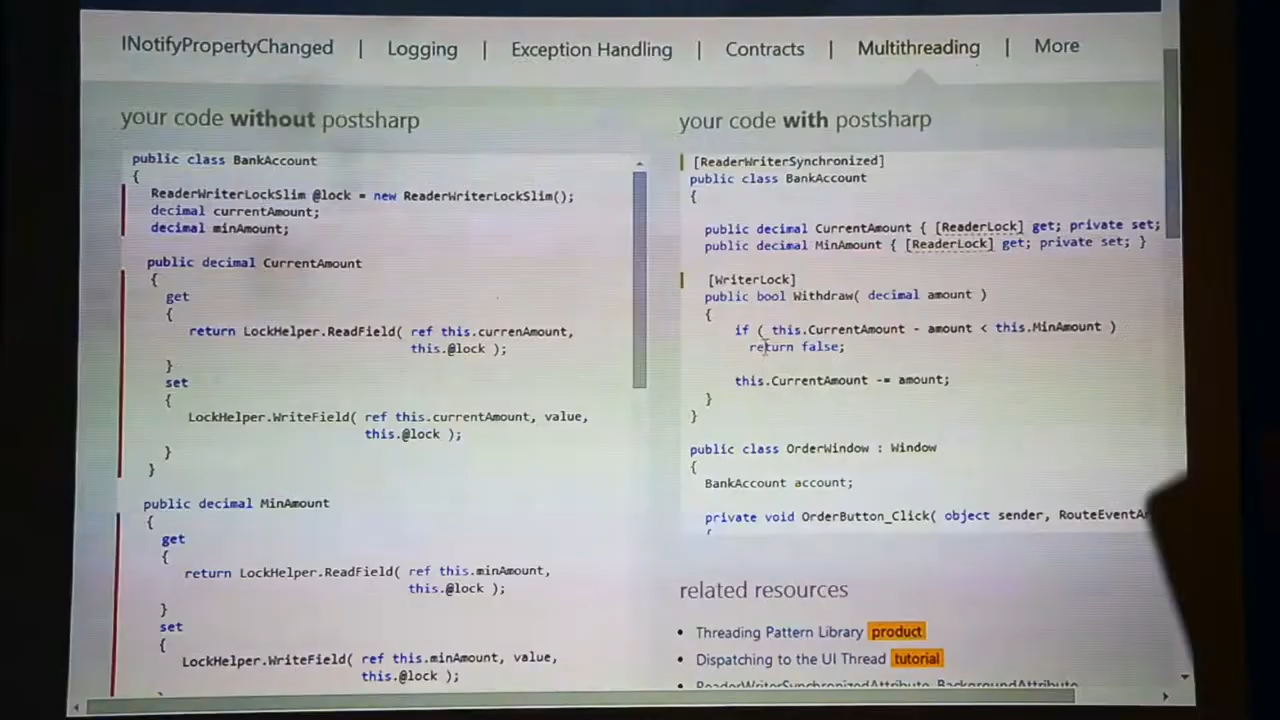 INotifyPropertyChanged | Logging | Exception Handling | Contracts | Multithreading | More
your code without postsharp
public class BankAccount
{
ReaderWriterLockSlim @lock = new ReaderWriterLockSlim();
decimal currentAmount;
decimal minAmount;
public decimal CurrentAmount
{
get
{
return LockHelper.ReadField( ref this.currenAmount,
this.@lock );
}
set
{
LockHelper.WriteField( ref this.currentAmount, value,
this.@lock );
}
}
public decimal MinAmount
{
get
{
return LockHelper.ReadField( ref this.minAmount,
this.@lock );
}
set
{
LockHelper.WriteField( ref this.minAmount, value,
this.@lock );
your code with postsharp
[ReaderWriterSynchronized]
public class BankAccount
{
public decimal CurrentAmount { [ReaderLock] get; private set;
public decimal MinAmount { [ReaderLock] get; private set; }
[WriterLock]
public bool Withdraw( decimal amount )
{
if ( this.CurrentAmount - amount < this.MinAmount )
return false;
this.CurrentAmount -= amount;
}
}
public class OrderWindow : Window
{
BankAccount account;
private void OrderButton_Click( object sender, RouteEventAr
related resources
• Threading Pattern Library product
• Dispatching to the UI Thread tutorial
• ReaderWriterSynchronizedAttribute, BackgroundAttribute